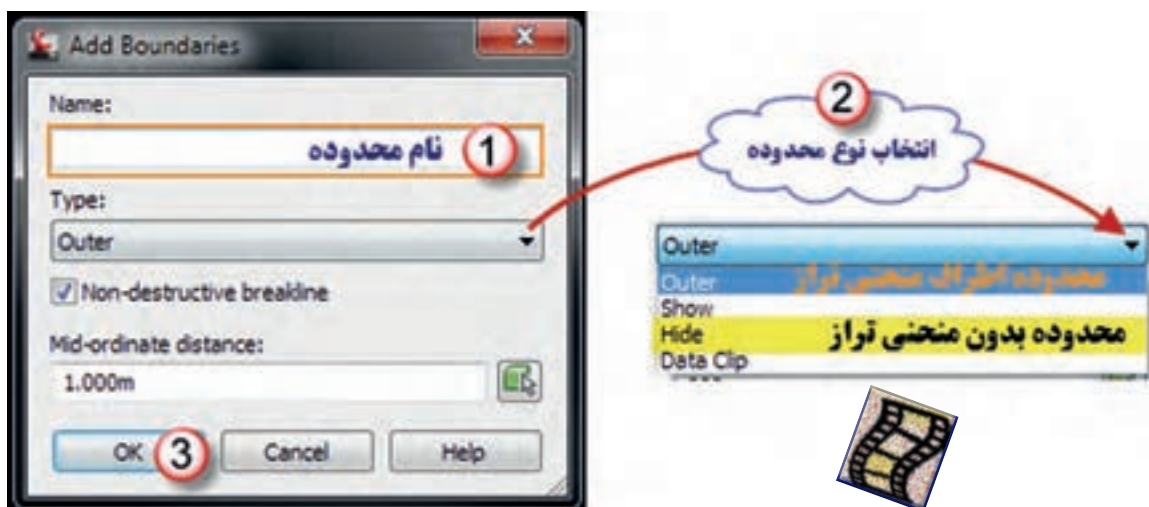 Add Boundaries
Name:
نام محدوده 1
Type:
Outer
Non-destructive breakline
Mid-ordinate distance:
1.000m
OK 3 Cancel Help
2
انتخاب نوع محدوده
Outer
Outer محدوده اطراف منحنی تراز
Show
Hide محدوده بدون منحنی تراز
Data Clip